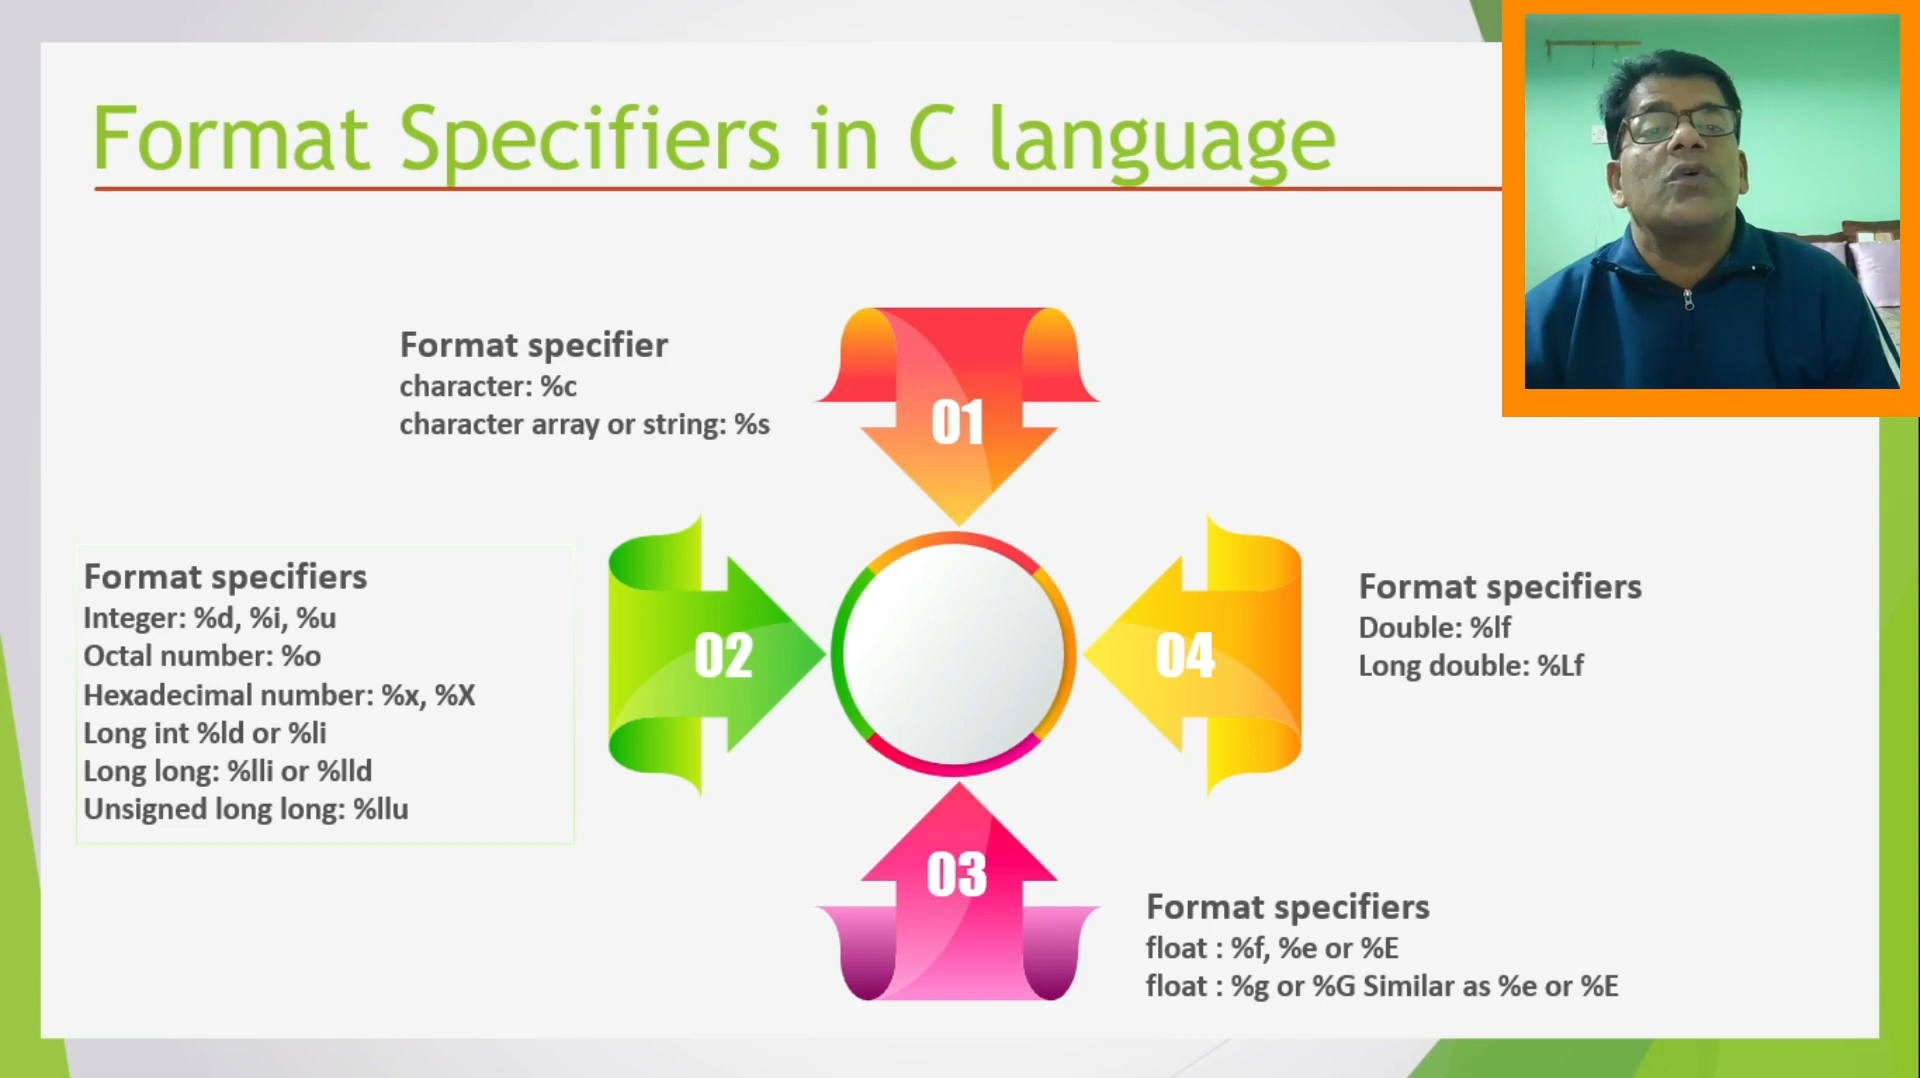 Format Specifiers in C language
Format specifier
character: %c
character array or string: %s
01
Format specifiers
Integer: %d, %i, %u
Octal number: %o
Hexadecimal number: %x, %X
Long int %ld or %li
Long long: %lli or %lld
Unsigned long long: %llu
02
04
Format specifiers
Double: %lf
Long double: %Lf
03
Format specifiers
float : %f, %e or %E
float : %g or %G Similar as %e or %E